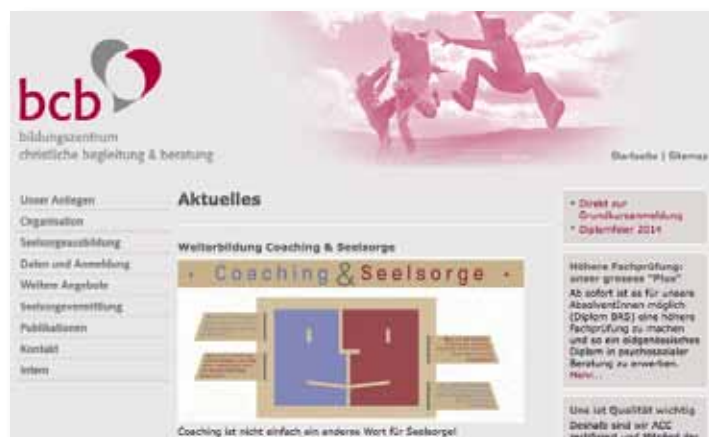 bcb
bildungszentrum
christliche begleitung & beratung
Startseite | Sitemap
Unser Anliegen
Organisation
Seelsorgeausbildung
Daten und Anmeldung
Weitere Angebote
Seelsorgevermittlung
Publikationen
Kontakt
Intern
Aktuelles
Weiterbildung Coaching & Seelsorge
• Coaching & Seelsorge •
Coaching ist nicht einfach ein anderes Wort für Seelsorge!
• Direkt zur
Grundkursanmeldung
• Diplomfeier 2014
Höhere Fachprüfung:
unser grosses "Plus"
Ab sofort ist es für unsere
AbsolventInnen möglich
(Diplom BAS) eine höhere
Fachprüfung zu machen
und so ein eidgenössisches
Diplom in psychosozialer
Beratung zu erwerben.
Mehr...
Uns ist Qualität wichtig
Deshalb sind wir ACC